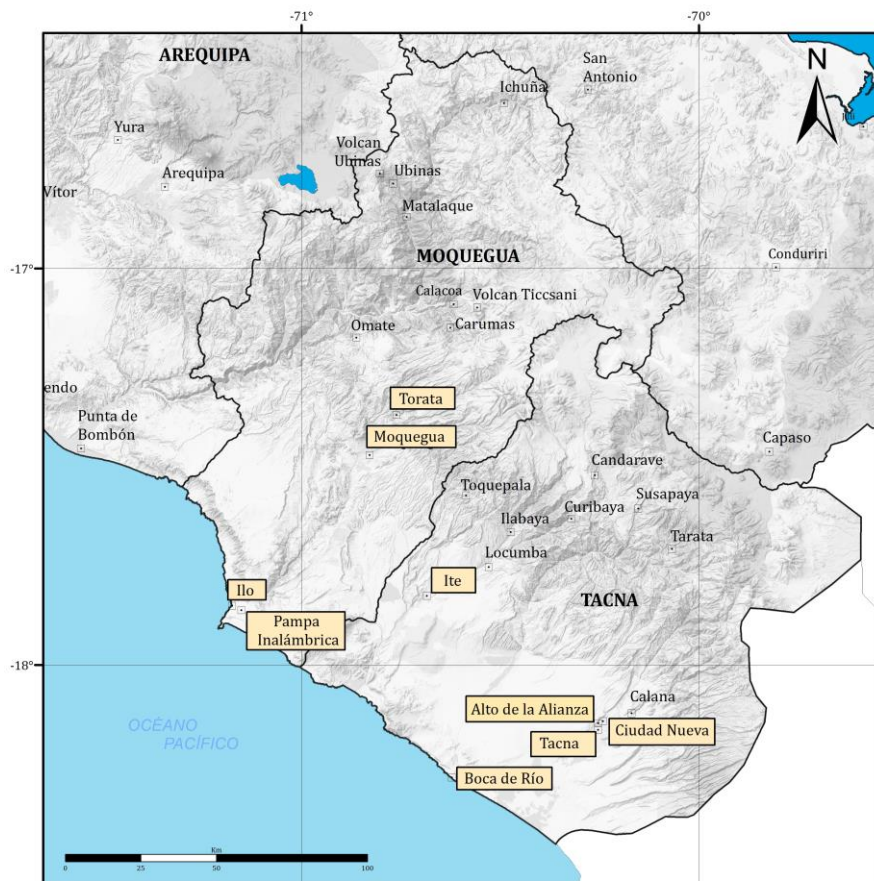 -71°
-70°
AREQUIPA
San
Antonio
N
Ichuña
Yura
Volcan
Ubinas
Ubinas
Arequipa
Vítor
Matalaque
MOQUEGUA
Conduriri
-17°
Calacoa
Volcan Ticcsani
Omate
Carumas
endo
Torata
Punta de
Bombón
Moquegua
Capaso
Candarave
Toquepala
Susapaya
Ilabaya
Curibaya
Tarata
Locumba
Ite
Ilo
TACNA
Pampa
Inalámbrica
-18°
Calana
Alto de la Alianza
OCÉANO
PACÍFICO
Ciudad Nueva
Tacna
Boca de Río
Km
0
25
50
100